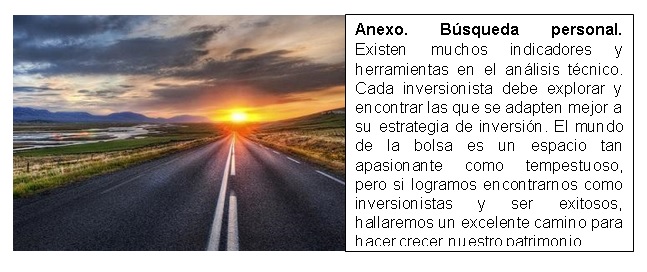 Anexo. Búsqueda personal.
Existen muchos indicadores y
herramientas en el análisis técnico.
Cada inversionista debe explorar y
encontrar las que se adapten mejor a
su estrategia de inversión. El mundo
de la bolsa es un espacio tan
apasionante como tempestuoso,
pero si logramos encontrarnos como
inversionistas y ser exitosos,
hallaremos un excelente camino para
hacer crecer nuestro patrimonio